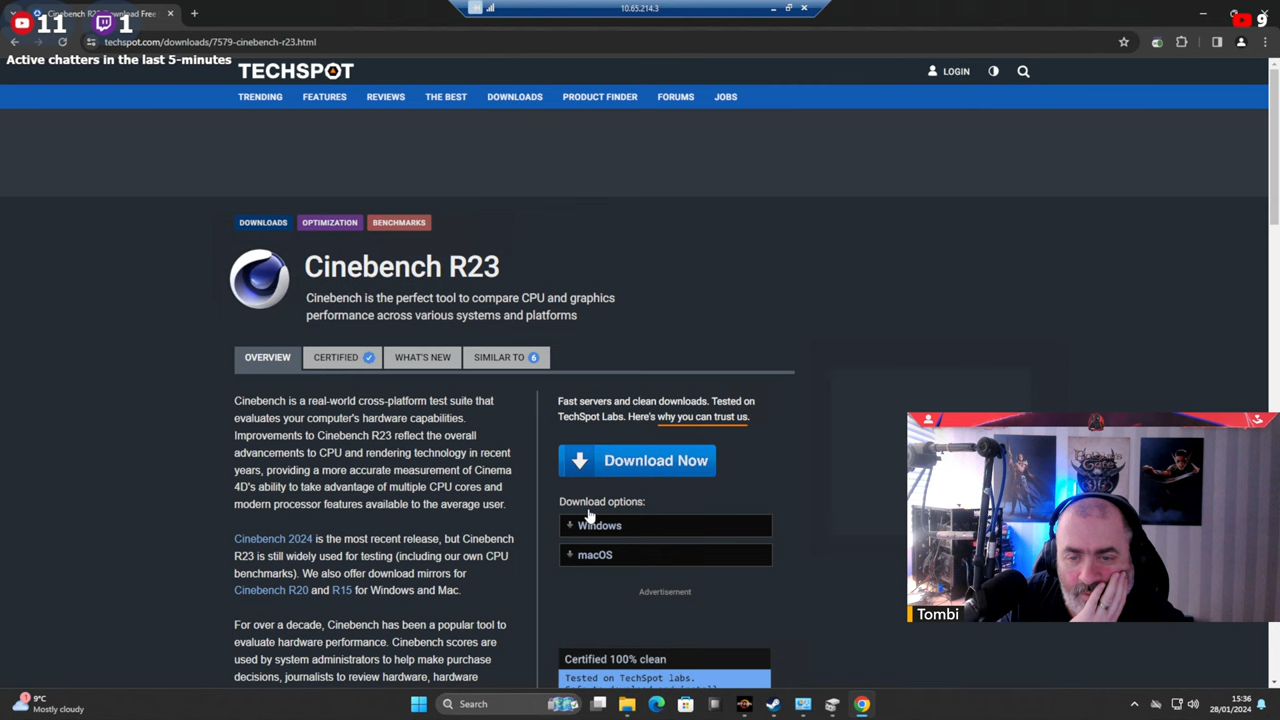 11
1
Cinebench R23 Download Free
10.65.214.3
9
techspot.com/downloads/7579-cinebench-r23.html
Active chatters in the last 5-minutes
TECHSPOT
LOGIN
TRENDING
FEATURES
REVIEWS
THE BEST
DOWNLOADS
PRODUCT FINDER
FORUMS
JOBS
DOWNLOADS
OPTIMIZATION
BENCHMARKS
Cinebench R23
Cinebench is the perfect tool to compare CPU and graphics
performance across various systems and platforms
OVERVIEW
CERTIFIED
WHAT'S NEW
SIMILAR TO 6
Cinebench is a real-world cross-platform test suite that
evaluates your computer's hardware capabilities.
Improvements to Cinebench R23 reflect the overall
advancements to CPU and rendering technology in recent
years, providing a more accurate measurement of Cinema
4D's ability to take advantage of multiple CPU cores and
modern processor features available to the average user.
Cinebench 2024 is the most recent release, but Cinebench
R23 is still widely used for testing (including our own CPU
benchmarks). We also offer download mirrors for
Cinebench R20 and R15 for Windows and Mac.
For over a decade, Cinebench has been a popular tool to
evaluate hardware performance. Cinebench scores are
used by system administrators to help make purchase
decisions, journalists to review hardware, hardware
Fast servers and clean downloads. Tested on
TechSpot Labs. Here's why you can trust us.
Download Now
Download options:
Windows
macOS
Advertisement
Certified 100% clean
Tested on TechSpot labs.
Tombi
9°C
Mostly cloudy
Search
15:36
28/01/2024